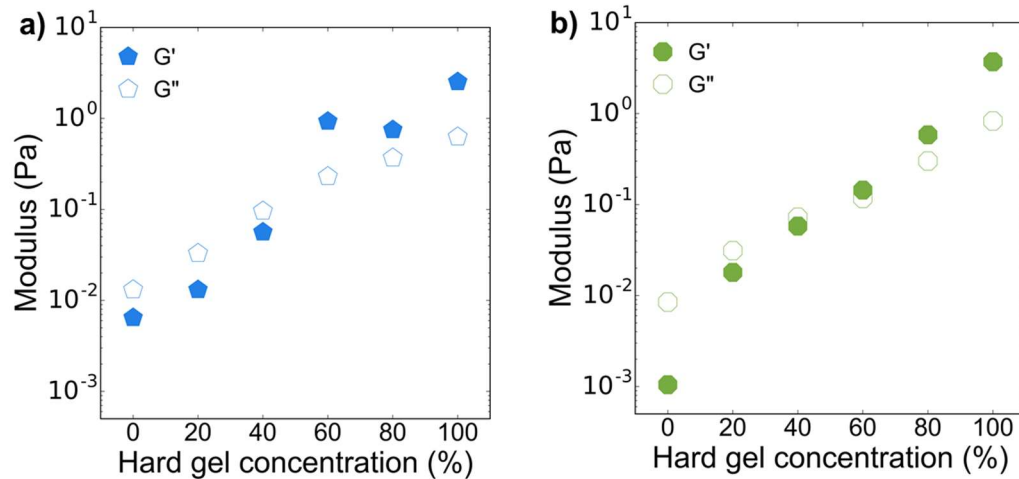 a)
G'
G"
10^1
10^0
10^-1
10^-2
10^-3
Modulus (Pa)
0 20 40 60 80 100
Hard gel concentration (%)
b)
G'
G"
10^1
10^0
10^-1
10^-2
10^-3
Modulus (Pa)
0 20 40 60 80 100
Hard gel concentration (%)